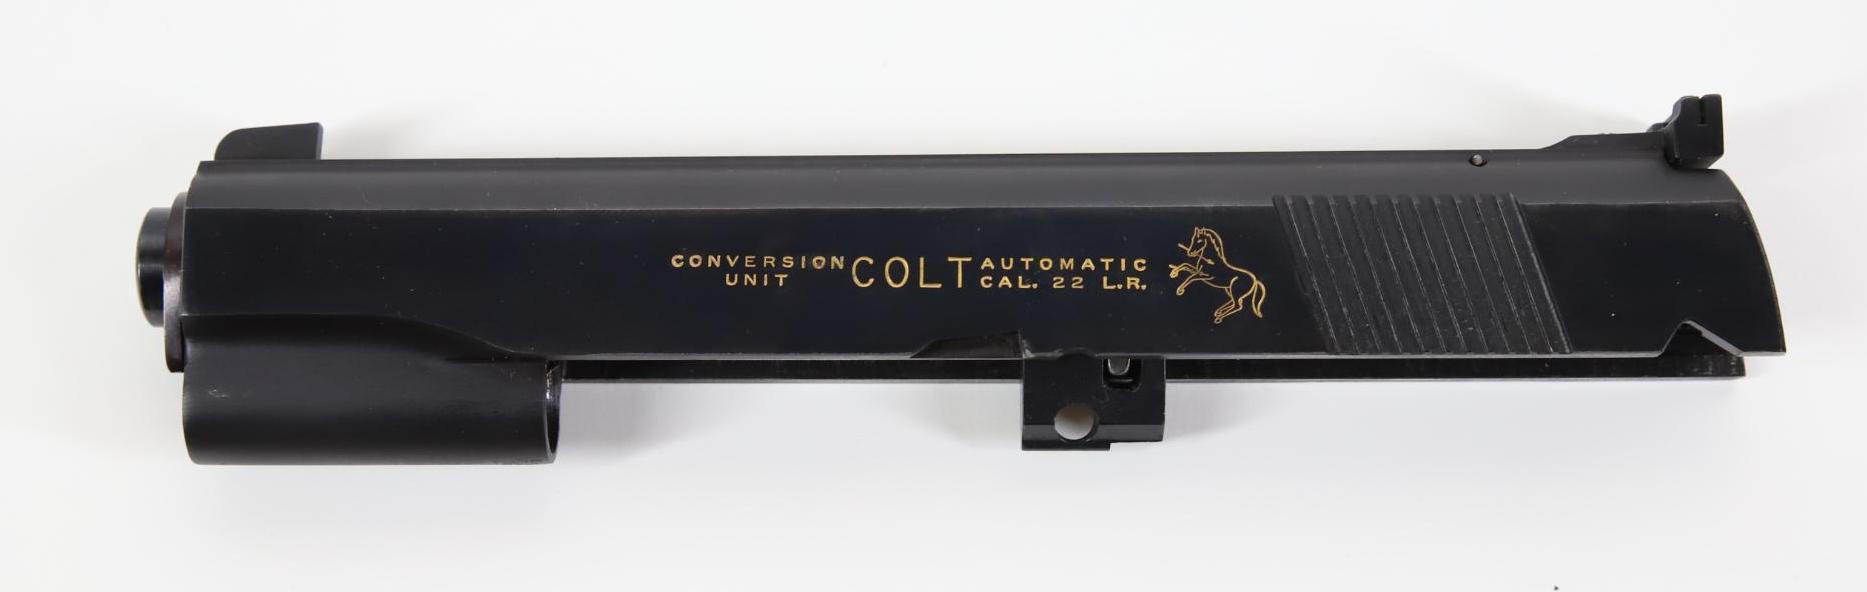 CONVERSION
UNIT
COLT
AUTOMATIC
CAL. 22 L.R.